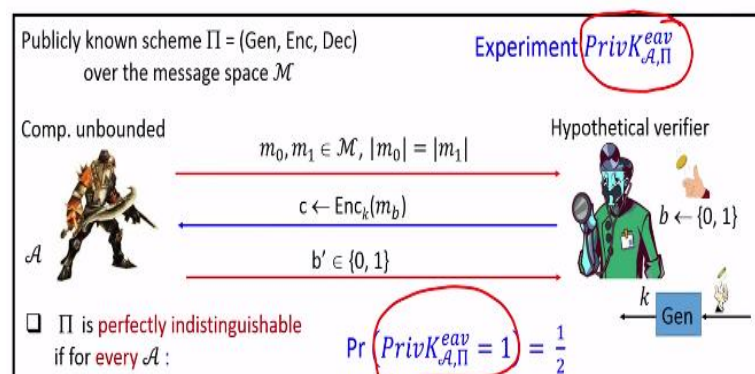 Publicly known scheme Π = (Gen, Enc, Dec)
over the message space ℳ
Experiment PrivK^{eav}_{𝒜,Π}
Comp. unbounded
Hypothetical verifier
m₀, m₁ ∈ ℳ, |m₀| = |m₁|
c ← Enc_k(m_b)
b ← {0, 1}
𝒜
b' ∈ {0, 1}
k
Gen
❑ Π is perfectly indistinguishable
if for every 𝒜 :
Pr (PrivK^{eav}_{𝒜,Π} = 1) = 1/2